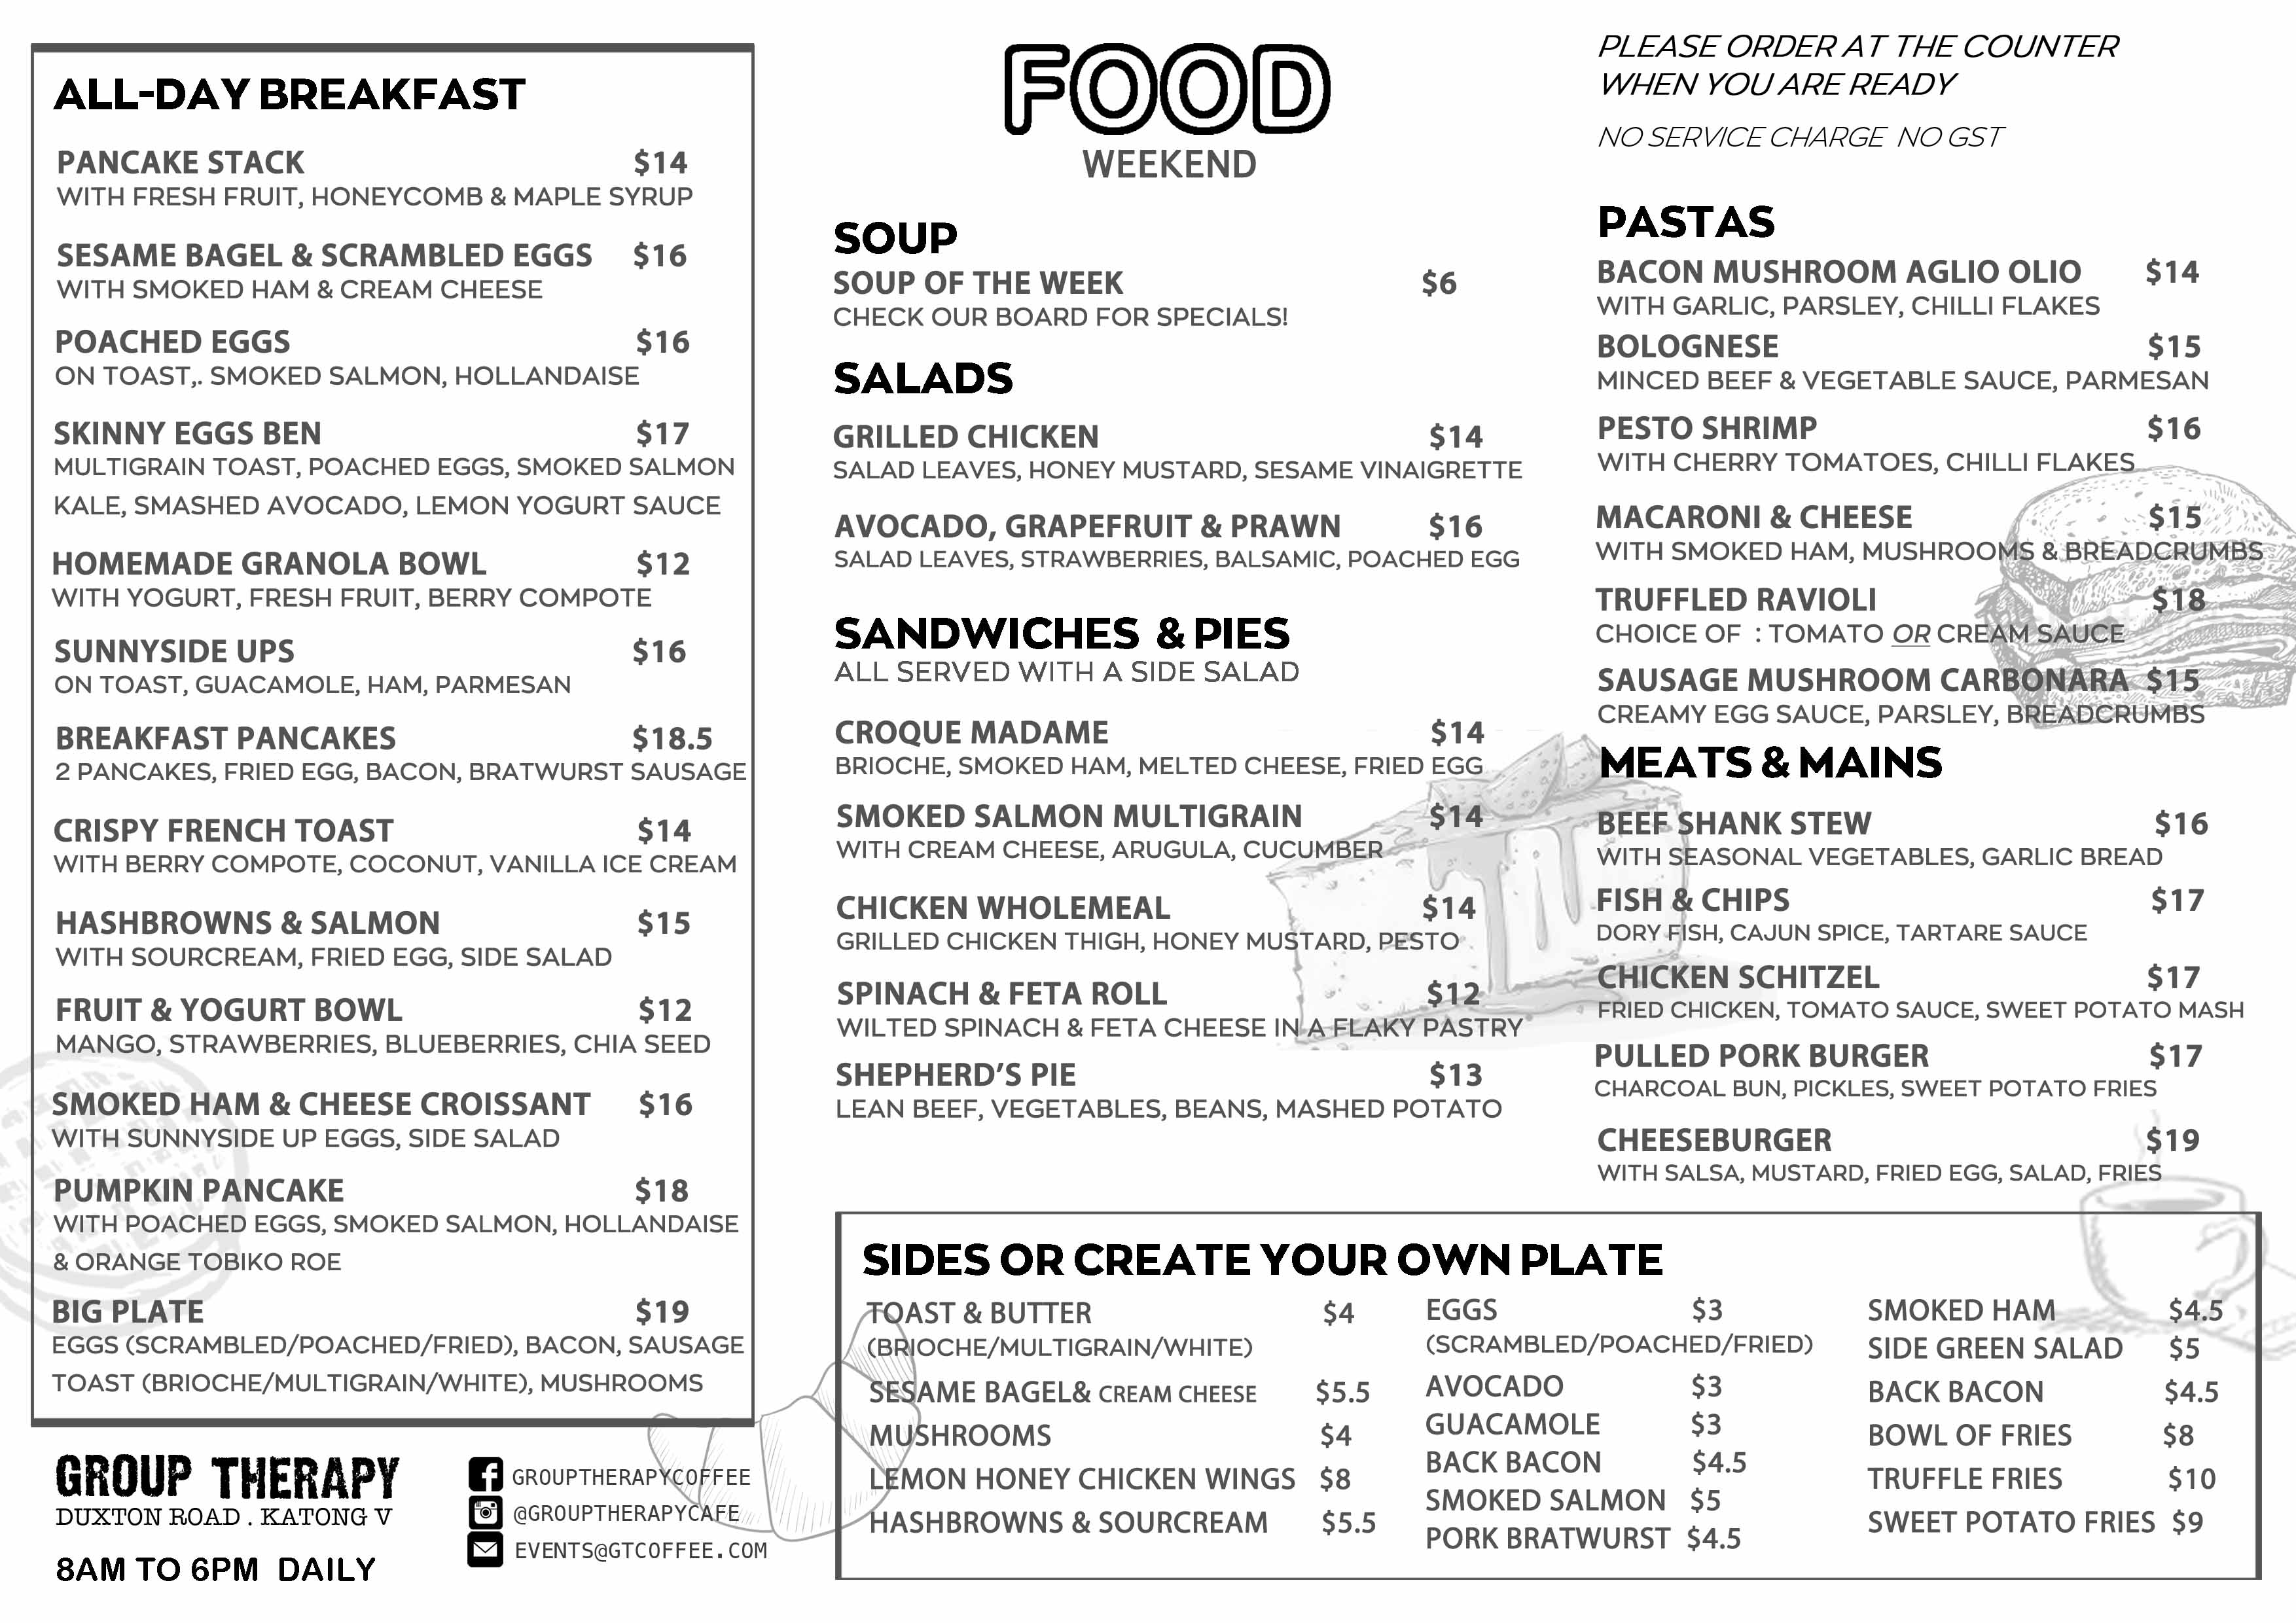 ALL-DAY BREAKFAST
PANCAKE STACK $14
WITH FRESH FRUIT, HONEYCOMB & MAPLE SYRUP
SESAME BAGEL & SCRAMBLED EGGS $16
WITH SMOKED HAM & CREAM CHEESE
POACHED EGGS $16
ON TOAST,. SMOKED SALMON, HOLLANDAISE
SKINNY EGGS BEN $17
MULTIGRAIN TOAST, POACHED EGGS, SMOKED SALMON
KALE, SMASHED AVOCADO, LEMON YOGURT SAUCE
HOMEMADE GRANOLA BOWL $12
WITH YOGURT, FRESH FRUIT, BERRY COMPOTE
SUNNYSIDE UPS $16
ON TOAST, GUACAMOLE, HAM, PARMESAN
BREAKFAST PANCAKES $18.5
2 PANCAKES, FRIED EGG, BACON, BRATWURST SAUSAGE
CRISPY FRENCH TOAST $14
WITH BERRY COMPOTE, COCONUT, VANILLA ICE CREAM
HASHBROWNS & SALMON $15
WITH SOURCREAM, FRIED EGG, SIDE SALAD
FRUIT & YOGURT BOWL $12
MANGO, STRAWBERRIES, BLUEBERRIES, CHIA SEED
SMOKED HAM & CHEESE CROISSANT $16
WITH SUNNYSIDE UP EGGS, SIDE SALAD
PUMPKIN PANCAKE $18
WITH POACHED EGGS, SMOKED SALMON, HOLLANDAISE
& ORANGE TOBIKO ROE
BIG PLATE $19
EGGS (SCRAMBLED/POACHED/FRIED), BACON, SAUSAGE
TOAST (BRIOCHE/MULTIGRAIN/WHITE), MUSHROOMS
GROUP THERAPY
DUXTON ROAD . KATONG V
8AM TO 6PM DAILY
GROUPTHERAPYCOFFEE
@GROUPTHERAPYCAFE
EVENTS@GTCOFFEE.COM
FOOD
WEEKEND
SOUP
SOUP OF THE WEEK $6
CHECK OUR BOARD FOR SPECIALS!
SALADS
GRILLED CHICKEN $14
SALAD LEAVES, HONEY MUSTARD, SESAME VINAIGRETTE
AVOCADO, GRAPEFRUIT & PRAWN $16
SALAD LEAVES, STRAWBERRIES, BALSAMIC, POACHED EGG
SANDWICHES & PIES
ALL SERVED WITH A SIDE SALAD
CROQUE MADAME $14
BRIOCHE, SMOKED HAM, MELTED CHEESE, FRIED EGG
SMOKED SALMON MULTIGRAIN $14
WITH CREAM CHEESE, ARUGULA, CUCUMBER
CHICKEN WHOLEMEAL $14
GRILLED CHICKEN THIGH, HONEY MUSTARD, PESTO
SPINACH & FETA ROLL $12
WILTED SPINACH & FETA CHEESE IN A FLAKY PASTRY
SHEPHERD'S PIE $13
LEAN BEEF, VEGETABLES, BEANS, MASHED POTATO
PLEASE ORDER AT THE COUNTER
WHEN YOU ARE READY
NO SERVICE CHARGE NO GST
PASTAS
BACON MUSHROOM AGLIO OLIO $14
WITH GARLIC, PARSLEY, CHILLI FLAKES
BOLOGNESE $15
MINCED BEEF & VEGETABLE SAUCE, PARMESAN
PESTO SHRIMP $16
WITH CHERRY TOMATOES, CHILLI FLAKES
MACARONI & CHEESE $15
WITH SMOKED HAM, MUSHROOMS & BREADCRUMBS
TRUFFLED RAVIOLI $18
CHOICE OF : TOMATO OR CREAM SAUCE
SAUSAGE MUSHROOM CARBONARA $15
CREAMY EGG SAUCE, PARSLEY, BREADCRUMBS
MEATS & MAINS
BEEF SHANK STEW $16
WITH SEASONAL VEGETABLES, GARLIC BREAD
FISH & CHIPS $17
DORY FISH, CAJUN SPICE, TARTARE SAUCE
CHICKEN SCHITZEL $17
FRIED CHICKEN, TOMATO SAUCE, SWEET POTATO MASH
PULLED PORK BURGER $17
CHARCOAL BUN, PICKLES, SWEET POTATO FRIES
CHEESEBURGER $19
WITH SALSA, MUSTARD, FRIED EGG, SALAD, FRIES
SIDES OR CREATE YOUR OWN PLATE
TOAST & BUTTER $4
(BRIOCHE/MULTIGRAIN/WHITE)
SESAME BAGEL& CREAM CHEESE $5.5
MUSHROOMS $4
LEMON HONEY CHICKEN WINGS $8
HASHBROWNS & SOURCREAM $5.5
EGGS $3
(SCRAMBLED/POACHED/FRIED)
AVOCADO $3
GUACAMOLE $3
BACK BACON $4.5
SMOKED SALMON $5
PORK BRATWURST $4.5
SMOKED HAM $4.5
SIDE GREEN SALAD $5
BACK BACON $4.5
BOWL OF FRIES $8
TRUFFLE FRIES $10
SWEET POTATO FRIES $9